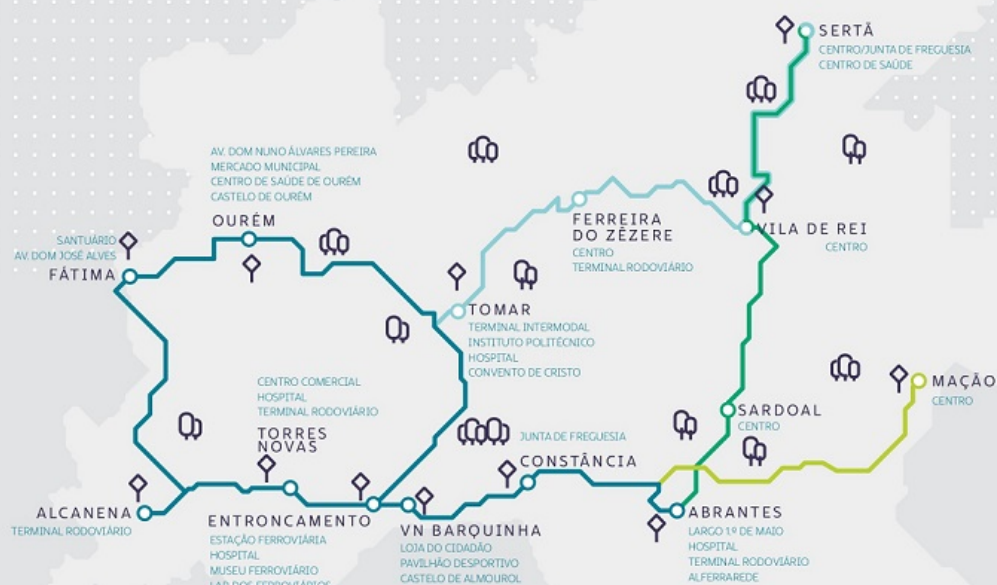 SERTÃ
CENTRO/JUNTA DE FREGUESIA
CENTRO DE SAÚDE
AV. DOM NUNO ÁLVARES PEREIRA
MERCADO MUNICIPAL
CENTRO DE SAÚDE DE OURÉM
CASTELO DE OURÉM
OURÉM
SANTUÁRIO
AV. DOM JOSÉ ALVES
FÁTIMA
FERREIRA
DO ZÊZERE
CENTRO
TERMINAL RODOVIÁRIO
VILA DE REI
CENTRO
TOMAR
TERMINAL INTERMODAL
INSTITUTO POLITÉCNICO
HOSPITAL
CONVENTO DE CRISTO
CENTRO COMERCIAL
HOSPITAL
TERMINAL RODOVIÁRIO
TORRES
NOVAS
MAÇÃO
CENTRO
SARDOAL
CENTRO
JUNTA DE FREGUESIA
CONSTÂNCIA
ALCANENA
TERMINAL RODOVIÁRIO
ENTRONCAMENTO
ESTAÇÃO FERROVIÁRIA
HOSPITAL
MUSEU FERROVIÁRIO
VN BARQUINHA
LOJA DO CIDADÃO
PAVILHÃO DESPORTIVO
CASTELO DE ALMOUROL
ABRANTES
LARGO 1º DE MAIO
HOSPITAL
TERMINAL RODOVIÁRIO
ALFERRAREDE